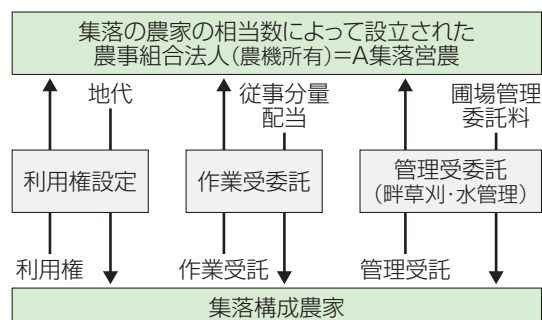 集落の農家の相当数によって設立された
農事組合法人(農機所有)=A集落営農
地代
従事分量
配当
圃場管理
委託料
利用権設定
作業受委託
管理受委託
(畔草刈・水管理)
利用権
作業受託
管理受託
集落構成農家